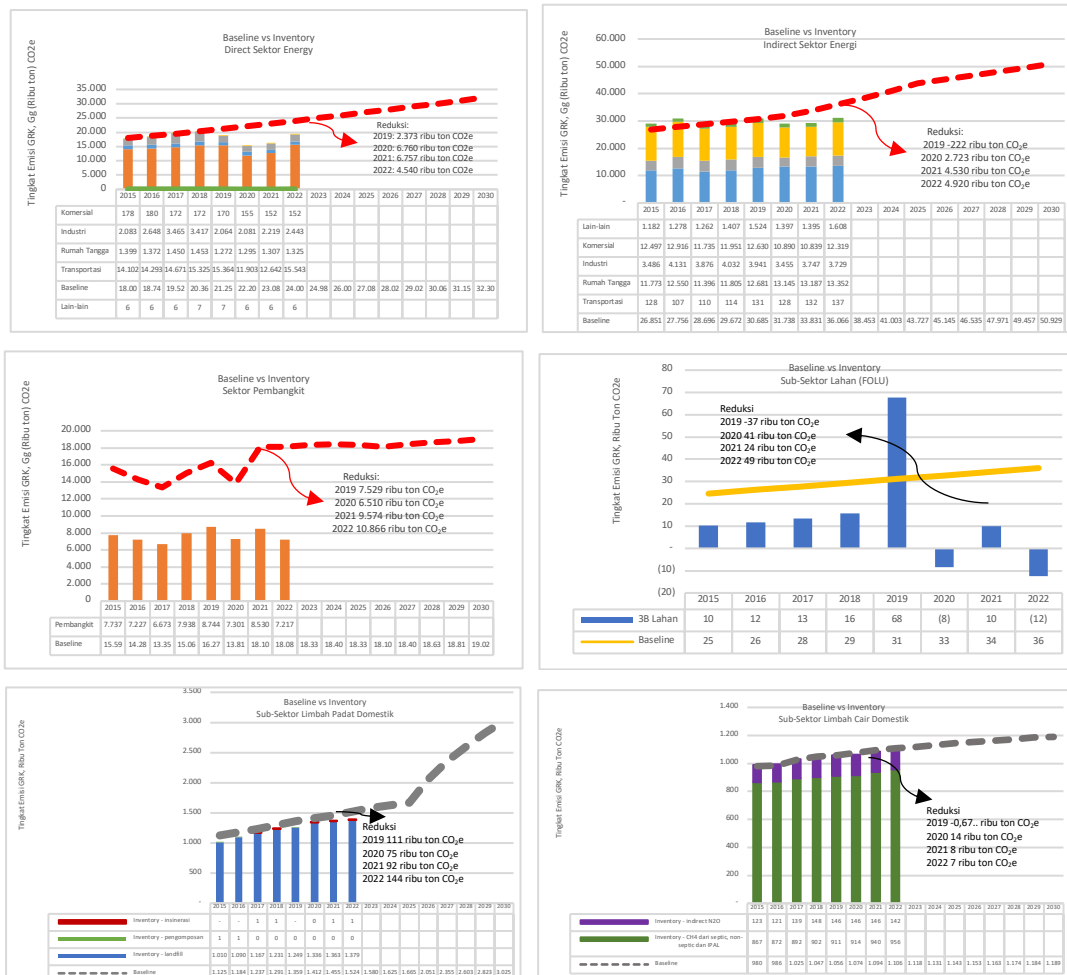 Baseline vs Inventory
Direct Sektor Energy
Tingkat Emisi GRK, Gg (Ribu ton) CO2e
35.000
30.000
25.000
20.000
15.000
10.000
5.000
0
Reduksi:
2019: 2.373 ribu ton CO2e
2020: 6.760 ribu ton CO2e
2021: 6.757 ribu ton CO2e
2022: 4.540 ribu ton CO2e
2015 2016 2017 2018 2019 2020 2021 2022 2023 2024 2025 2026 2027 2028 2029 2030
Komersial 178 180 172 172 170 155 152 152
Industri 2.083 2.648 3.465 3.417 2.064 2.081 2.219 2.443
Rumah Tangga 1.399 1.372 1.450 1.453 1.272 1.295 1.307 1.325
Transportasi 14.102 14.293 14.671 15.325 15.364 11.903 12.642 15.543
Baseline 18.00 18.74 19.52 20.36 21.25 22.20 23.08 24.00 24.98 26.00 27.08 28.02 29.02 30.06 31.15 32.30
Lain-lain 6 6 6 7 7 6 6 6
Baseline vs Inventory
Indirect Sektor Energi
Tingkat Emisi GRK, Gg (Ribu ton) CO2e
60.000
50.000
40.000
30.000
20.000
10.000
-
Reduksi:
2019 -222 ribu ton CO₂e
2020 2.723 ribu ton CO₂e
2021 4.530 ribu ton CO₂e
2022 4.920 ribu ton CO₂e
2015 2016 2017 2018 2019 2020 2021 2022 2023 2024 2025 2026 2027 2028 2029 2030
Lain-lain 1.182 1.278 1.262 1.407 1.524 1.397 1.395 1.608
Komersial 12.497 12.916 11.735 11.951 12.630 10.890 10.839 12.319
Industri 3.486 4.131 3.876 4.032 3.941 3.455 3.747 3.729
Rumah Tangga 11.773 12.550 11.396 11.805 12.681 13.145 13.187 13.352
Transportasi 128 107 110 114 131 128 132 137
Baseline 26.851 27.756 28.696 29.672 30.685 31.738 33.831 36.066 38.453 41.003 43.727 45.145 46.535 47.971 49.457 50.929
Baseline vs Inventory
Sektor Pembangkit
Tingkat Emisi GRK, Gg (Ribu ton) CO2e
20.000
18.000
16.000
14.000
12.000
10.000
8.000
6.000
4.000
2.000
0
Reduksi:
2019 7.529 ribu ton CO₂e
2020 6.510 ribu ton CO₂e
2021 9.574 ribu ton CO₂e
2022 10.866 ribu ton CO₂e
2015 2016 2017 2018 2019 2020 2021 2022 2023 2024 2025 2026 2027 2028 2029 2030
Pembangkit 7.737 7.227 6.673 7.938 8.744 7.301 8.530 7.217
Baseline 15.59 14.28 13.35 15.06 16.27 13.81 18.10 18.08 18.33 18.40 18.33 18.10 18.40 18.63 18.81 19.02
Baseline vs Inventory
Sub-Sektor Lahan (FOLU)
Tingkat Emisi GRK, Ribu Ton CO2e
80
70
60
50
40
30
20
10
-
(10)
(20)
Reduksi
2019 -37 ribu ton CO₂e
2020 41 ribu ton CO₂e
2021 24 ribu ton CO₂e
2022 49 ribu ton CO₂e
2015 2016 2017 2018 2019 2020 2021 2022
3B Lahan 10 12 13 16 68 (8) 10 (12)
Baseline 25 26 28 29 31 33 34 36
Baseline vs Inventory
Sub-Sektor Limbah Padat Domestik
Tingkat Emisi GRK, Ribu Ton CO2e
3.500
3.000
2.500
2.000
1.500
1.000
500
-
Reduksi
2019 111 ribu ton CO₂e
2020 75 ribu ton CO₂e
2021 92 ribu ton CO₂e
2022 144 ribu ton CO₂e
2015 2016 2017 2018 2019 2020 2021 2022 2023 2024 2025 2026 2027 2028 2029 2030
Inventory - insinerasi - - 1 1 - 0 1 1
Inventory - pengomposan 1 1 0 0 0 0 0 0
Inventory - landfill 1.010 1.090 1.167 1.231 1.249 1.336 1.363 1.379
Baseline 1.125 1.184 1.237 1.291 1.359 1.412 1.455 1.524 1.580 1.625 1.665 2.051 2.355 2.603 2.823 3.025
Baseline vs Inventory
Sub-Sektor Limbah Cair Domestik
Tingkat Emisi GRK, Ribu Ton CO2e
1.400
1.200
1.000
800
600
400
200
-
Reduksi
2019 -0,67.. ribu ton CO₂e
2020 14 ribu ton CO₂e
2021 8 ribu ton CO₂e
2022 7 ribu ton CO₂e
2015 2016 2017 2018 2019 2020 2021 2022 2023 2024 2025 2026 2027 2028 2029 2030
Inventory - indirect N2O 123 121 139 148 146 146 146 142
Inventory - CH4 dari septic, non-
septic dan IPAL 867 872 892 902 911 914 940 956
Baseline 980 986 1.025 1.047 1.056 1.074 1.094 1.106 1.118 1.131 1.143 1.153 1.163 1.174 1.184 1.189